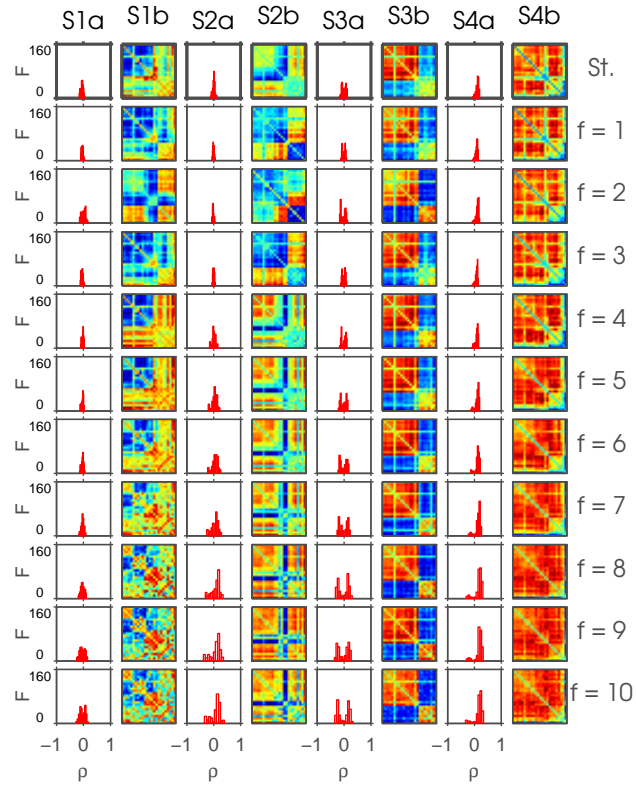 S1a S1b S2a S2b S3a S3b S4a S4b
160
F
0
St.
160
F
0
f = 1
160
F
0
f = 2
160
F
0
f = 3
160
F
0
f = 4
160
F
0
f = 5
160
F
0
f = 6
160
F
0
f = 7
160
F
0
f = 8
160
F
0
f = 9
160
F
0
f = 10
−1 0 1 −1 0 1 −1 0 1 −1 0 1
ρ ρ ρ ρ